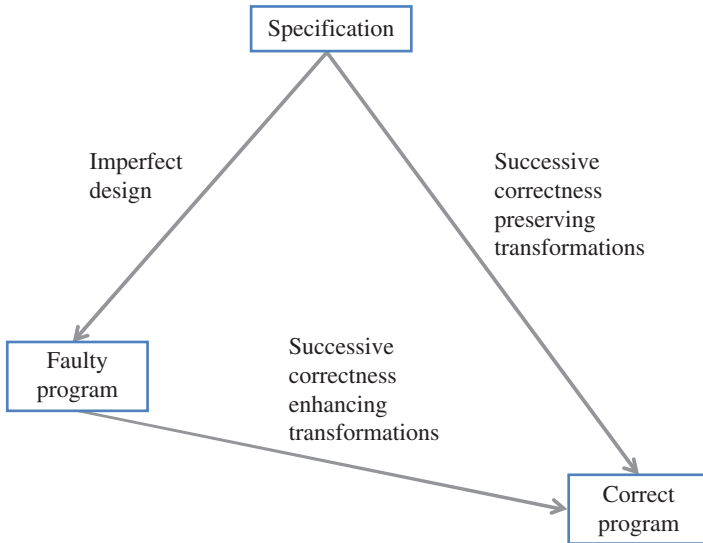 Specification
Imperfect
design
Successive
correctness
preserving
transformations
Faulty
program
Successive
correctness
enhancing
transformations
Correct
program